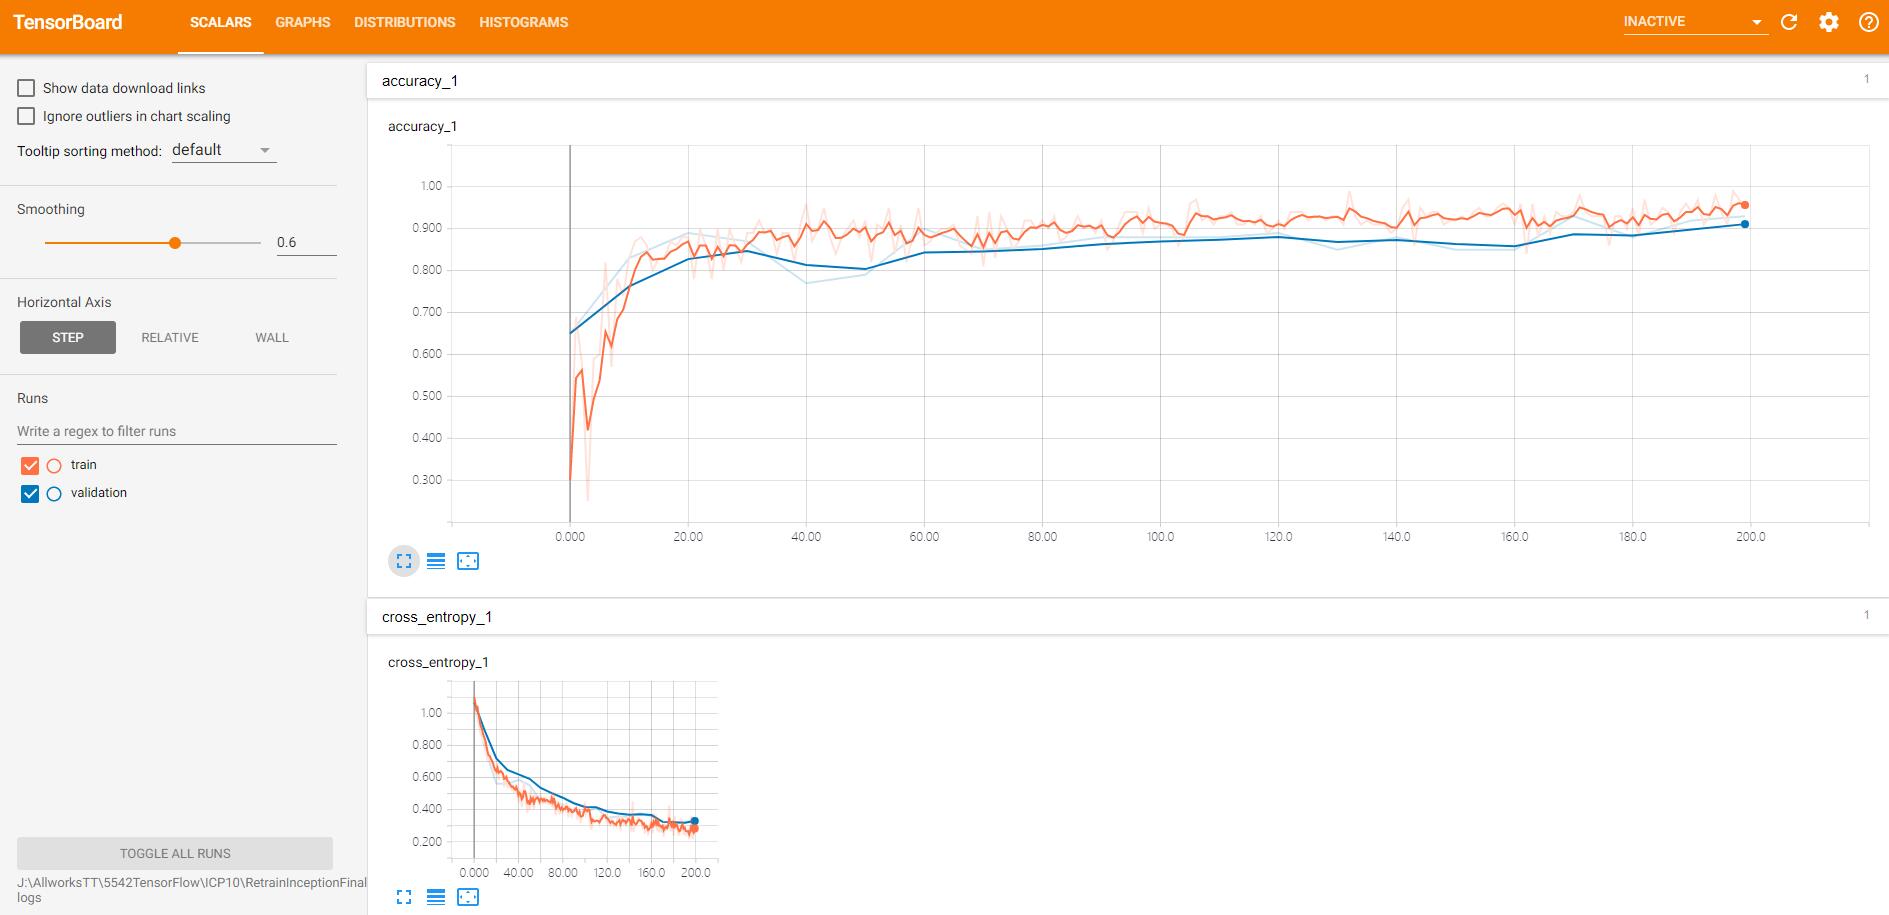 TensorBoard SCALARS GRAPHS DISTRIBUTIONS HISTOGRAMS INACTIVE
Show data download links
Ignore outliers in chart scaling
Tooltip sorting method: default
Smoothing
0.6
Horizontal Axis
STEP RELATIVE WALL
Runs
Write a regex to filter runs
train
validation
TOGGLE ALL RUNS
J:\AllworksTT\5542TensorFlow\ICP10\RetrainInceptionFinal
logs
accuracy_1 1
accuracy_1
1.00
0.900
0.800
0.700
0.600
0.500
0.400
0.300
0.000 20.00 40.00 60.00 80.00 100.0 120.0 140.0 160.0 180.0 200.0
cross_entropy_1 1
cross_entropy_1
1.00
0.800
0.600
0.400
0.200
0.000 40.00 80.00 120.0 160.0 200.0